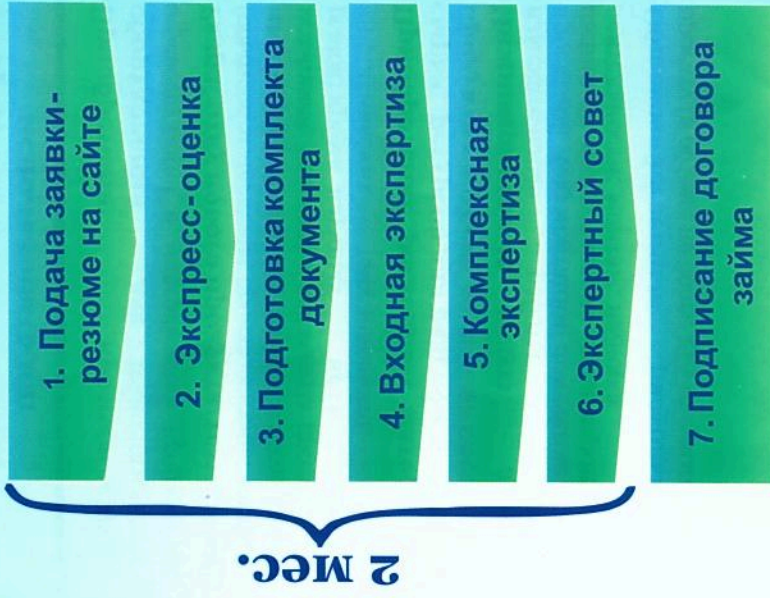 1. Подача заявки-
резюме на сайте
2. Экспресс-оценка
3. Подготовка комплекта
документа
4. Входная экспертиза
5. Комплексная
экспертиза
6. Экспертный совет
7. Подписание договора
займа
2 мес.